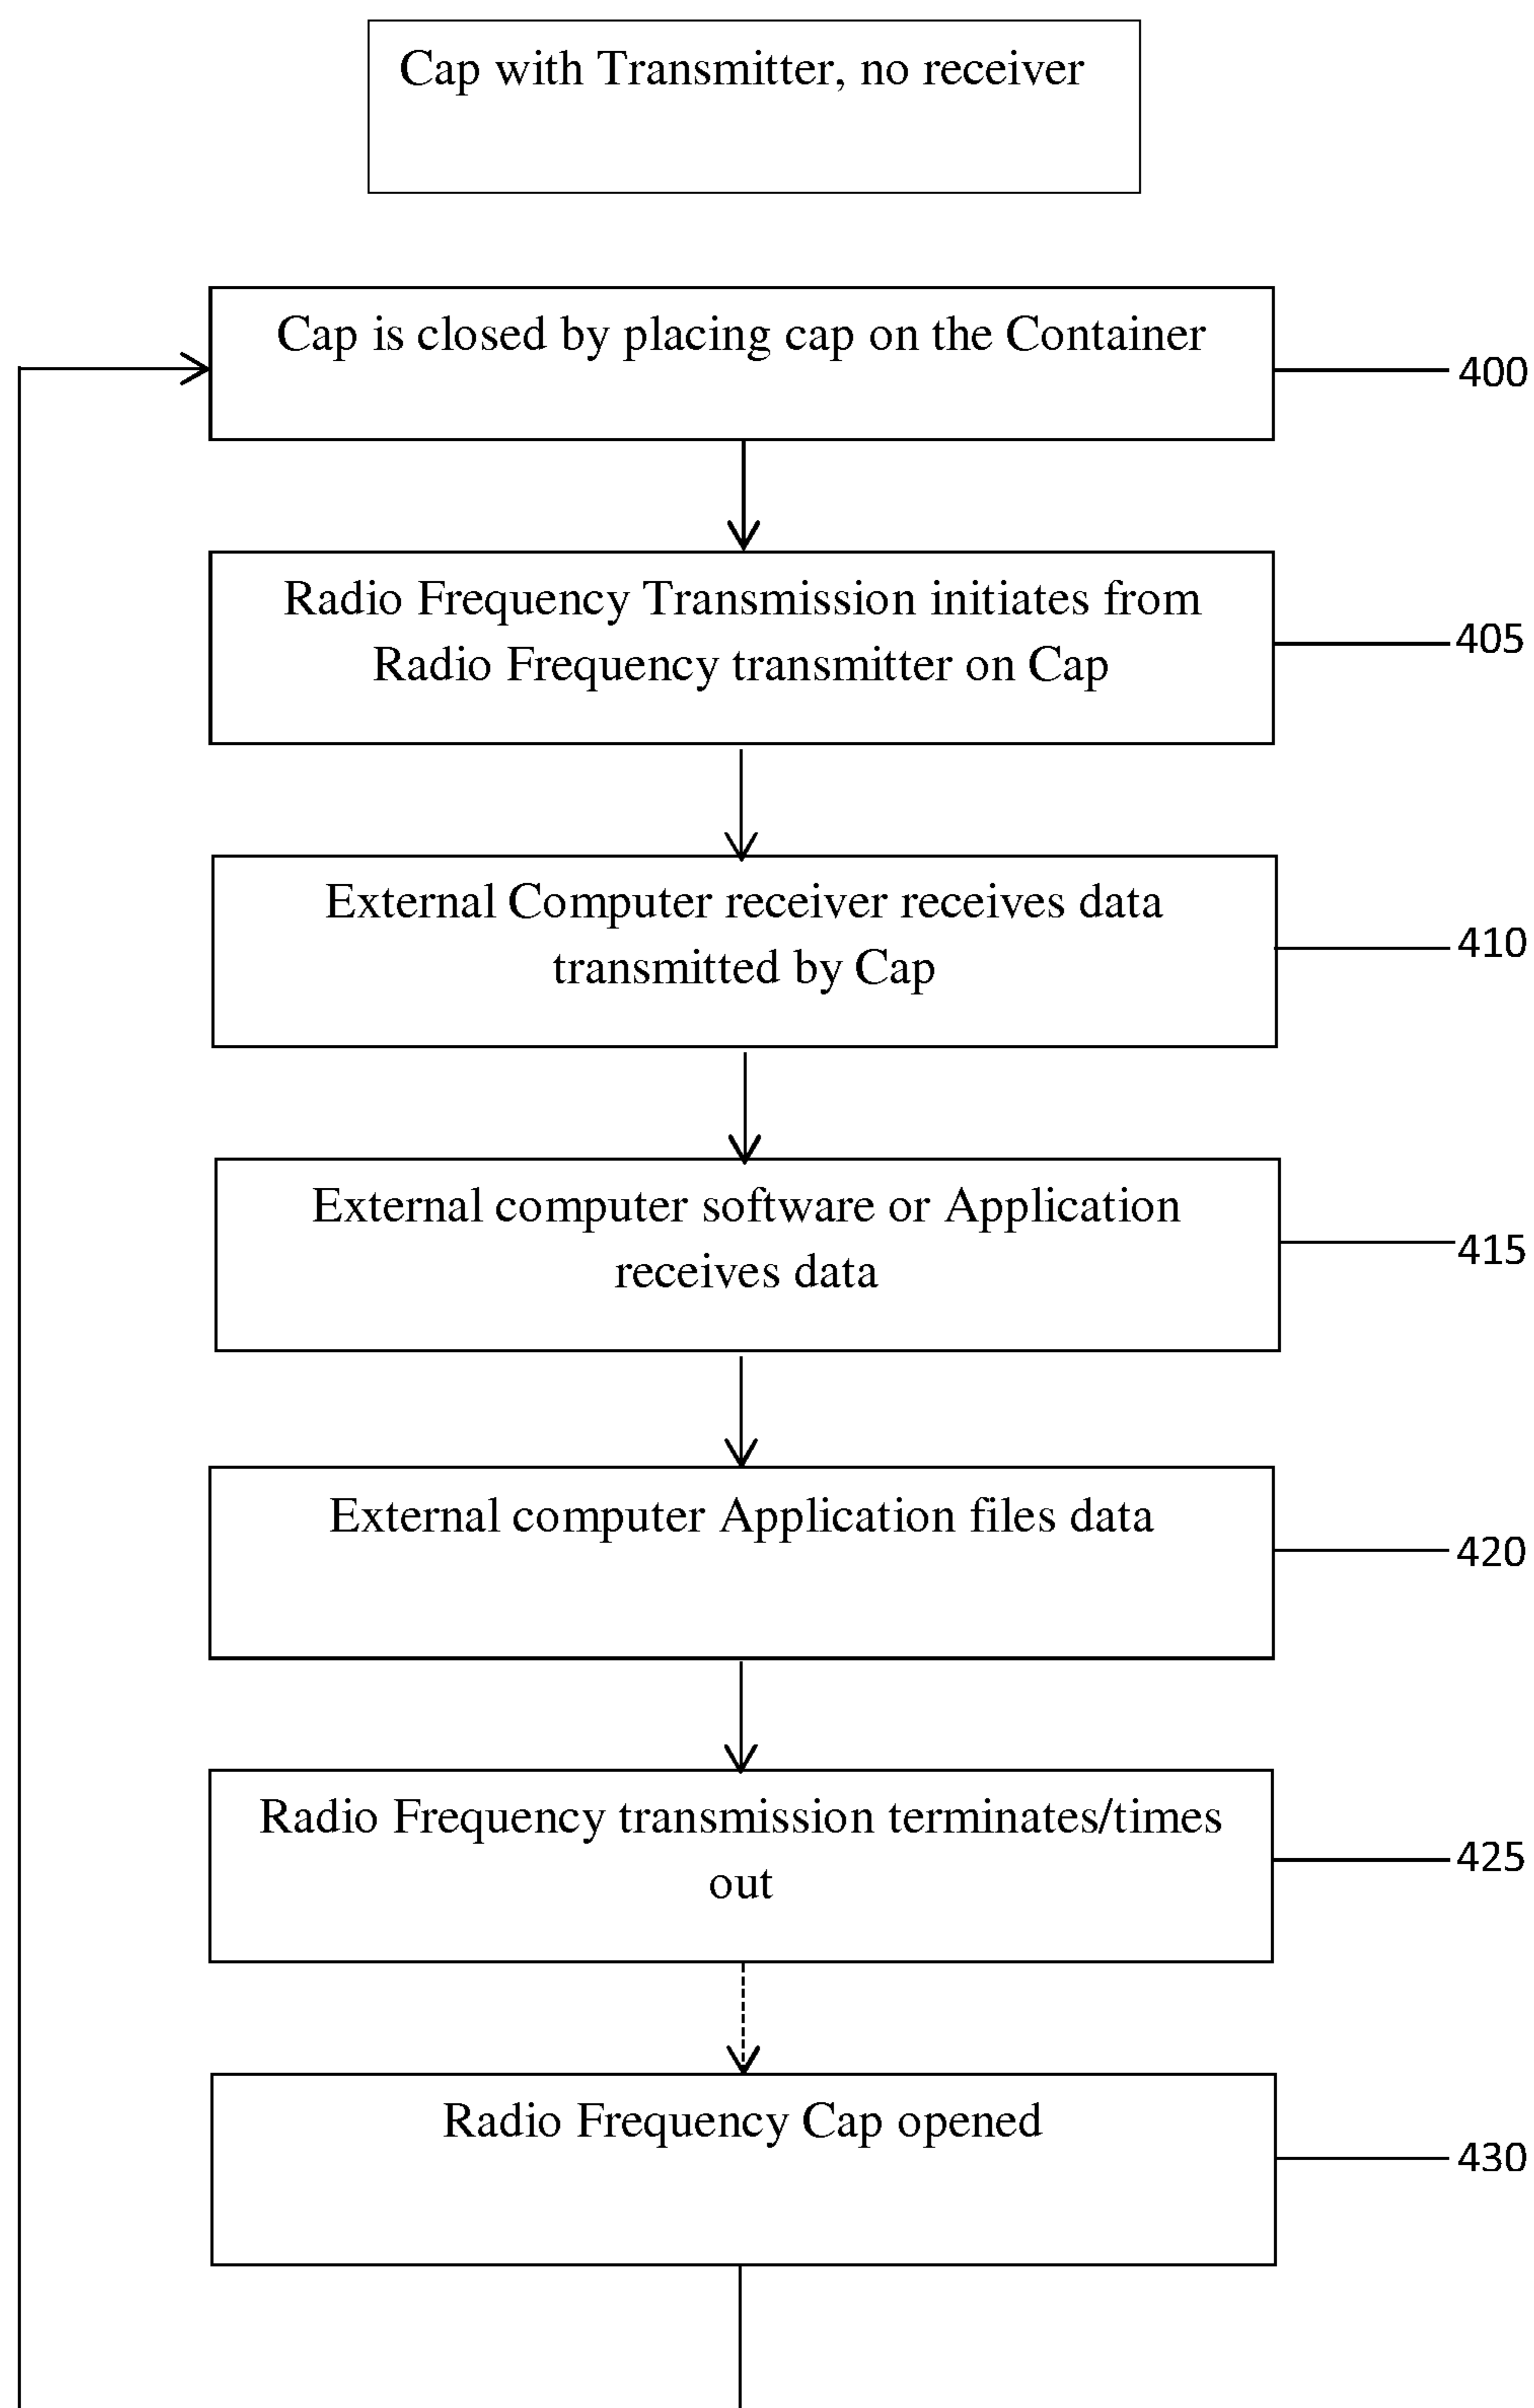 Cap with Transmitter, no receiver
Cap is closed by placing cap on the Container
400
Radio Frequency Transmission initiates from
Radio Frequency transmitter on Cap
405
External Computer receiver receives data
transmitted by Cap
410
External computer software or Application
receives data
415
External computer Application files data
420
Radio Frequency transmission terminates/times
out
425
Radio Frequency Cap opened
430